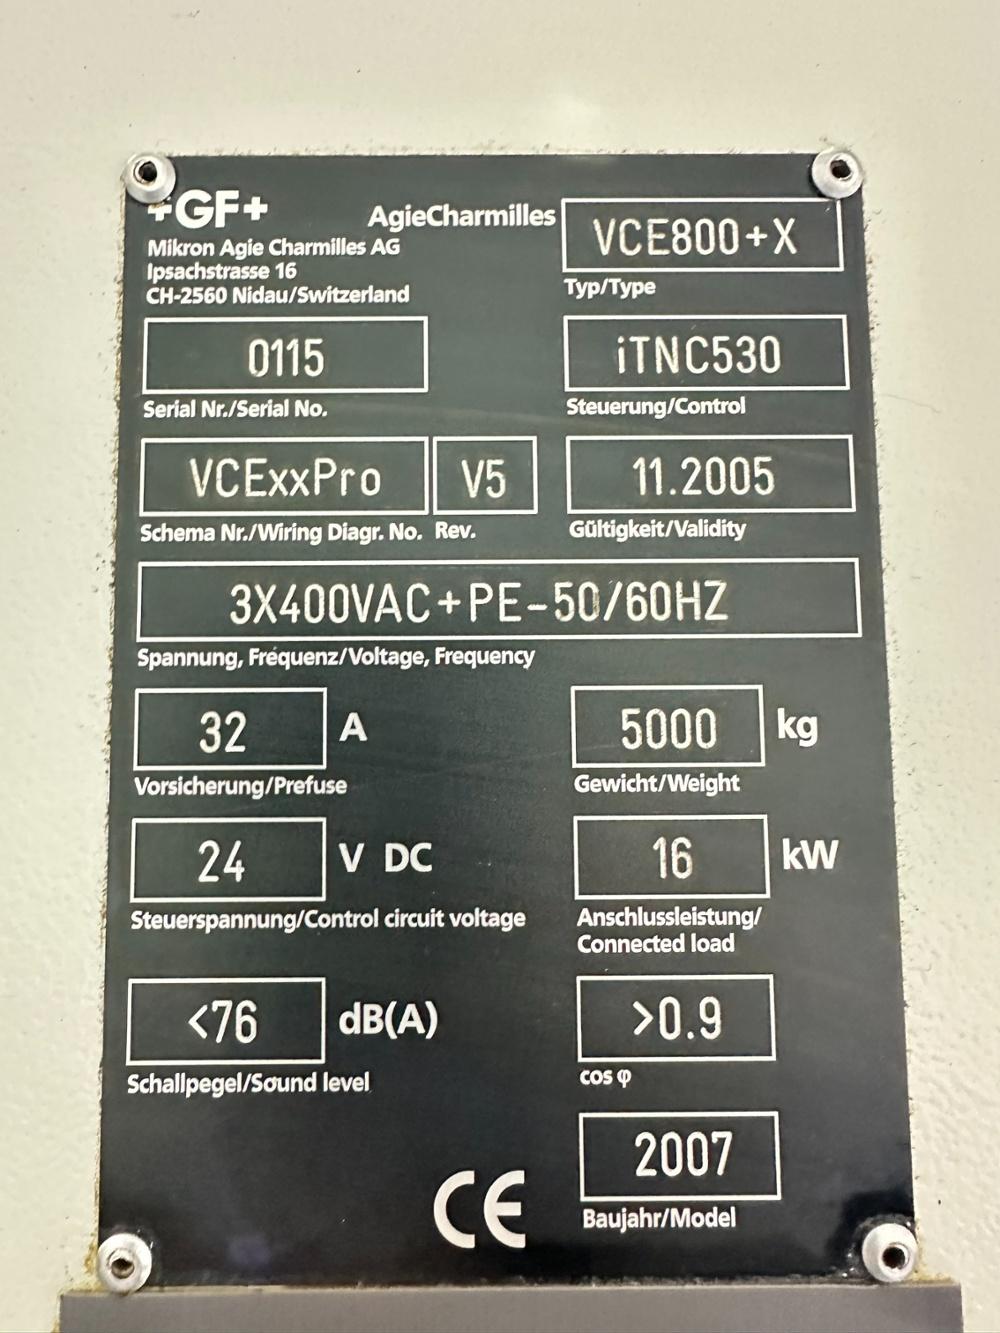 +GF+
AgieCharmilles
Mikron Agie Charmilles AG
Ipsachstrasse 16
CH-2560 Nidau/Switzerland
VCE800+X
Typ/Type
0115
Serial Nr./Serial No.
iTNC530
Steuerung/Control
VCExxPro
Schema Nr./Wiring Diagr. No.
V5
Rev.
11.2005
Gültigkeit/Validity
3X400VAC+PE-50/60HZ
Spannung, Frequenz/Voltage, Frequency
32 A
Vorsicherung/Prefuse
5000 kg
Gewicht/Weight
24 V DC
Steuerspannung/Control circuit voltage
16 kW
Anschlussleistung/
Connected load
<76 dB(A)
Schallpegel/Sound level
>0.9
cos φ
2007
Baujahr/Model
CE